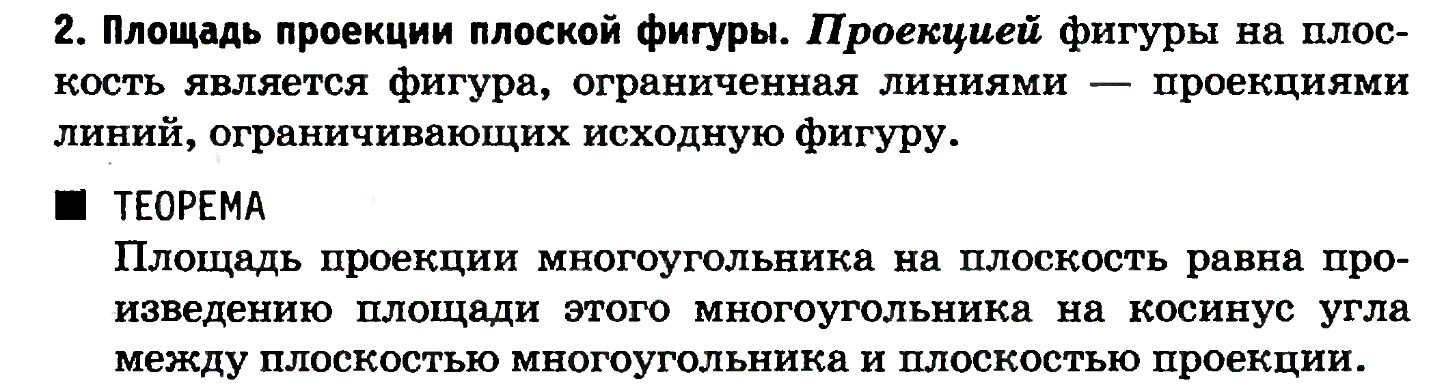 2. Площадь проекции плоской фигуры. Проекцией фигуры на плос-
кость является фигура, ограниченная линиями — проекциями
линий, ограничивающих исходную фигуру.
■ ТЕОРЕМА
Площадь проекции многоугольника на плоскость равна про-
изведению площади этого многоугольника на косинус угла
между плоскостью многоугольника и плоскостью проекции.